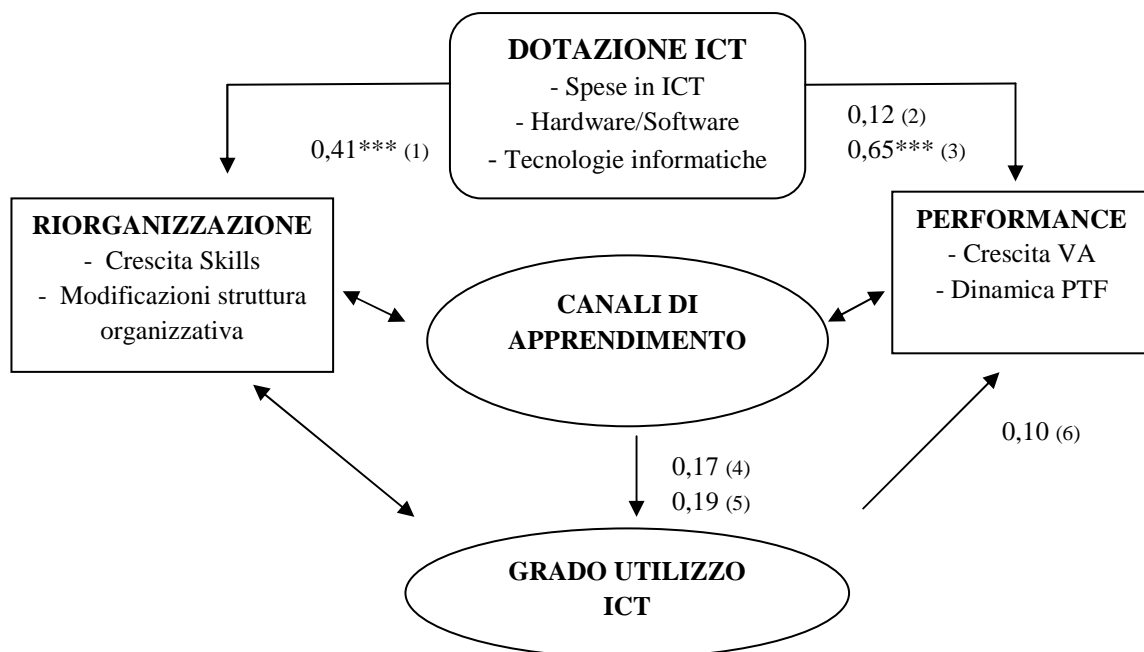 DOTAZIONE ICT
- Spese in ICT
- Hardware/Software
- Tecnologie informatiche
0,41*** (1)
0,12 (2)
0,65*** (3)
RIORGANIZZAZIONE
- Crescita Skills
- Modificazioni struttura
organizzativa
CANALI DI
APPRENDIMENTO
PERFORMANCE
- Crescita VA
- Dinamica PTF
0,17 (4)
0,19 (5)
0,10 (6)
GRADO UTILIZZO
ICT